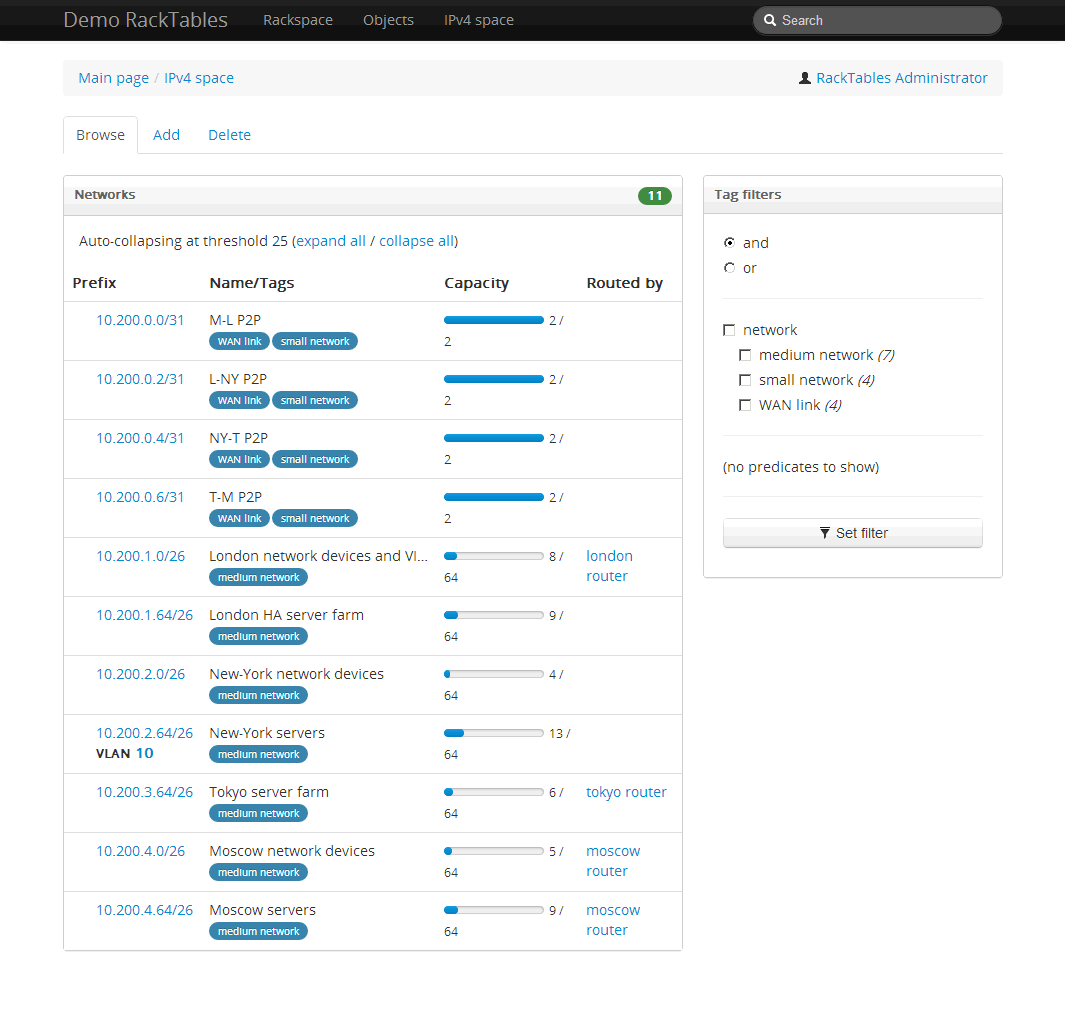 Demo RackTables Rackspace Objects IPv4 space Search
Main page / IPv4 space RackTables Administrator
Browse Add Delete
Networks 11
Auto-collapsing at threshold 25 (expand all / collapse all)
Prefix Name/Tags Capacity Routed by
10.200.0.0/31 M-L P2P 2 /
WAN link small network 2
10.200.0.2/31 L-NY P2P 2 /
WAN link small network 2
10.200.0.4/31 NY-T P2P 2 /
WAN link small network 2
10.200.0.6/31 T-M P2P 2 /
WAN link small network 2
10.200.1.0/26 London network devices and VI... 8 / london
medium network 64 router
10.200.1.64/26 London HA server farm 9 /
medium network 64
10.200.2.0/26 New-York network devices 4 /
medium network 64
10.200.2.64/26 New-York servers 13 /
VLAN 10 medium network 64
10.200.3.64/26 Tokyo server farm 6 / tokyo router
medium network 64
10.200.4.0/26 Moscow network devices 5 / moscow
medium network 64 router
10.200.4.64/26 Moscow servers 9 / moscow
medium network 64 router
Tag filters
and
or
network
medium network (7)
small network (4)
WAN link (4)
(no predicates to show)
Set filter